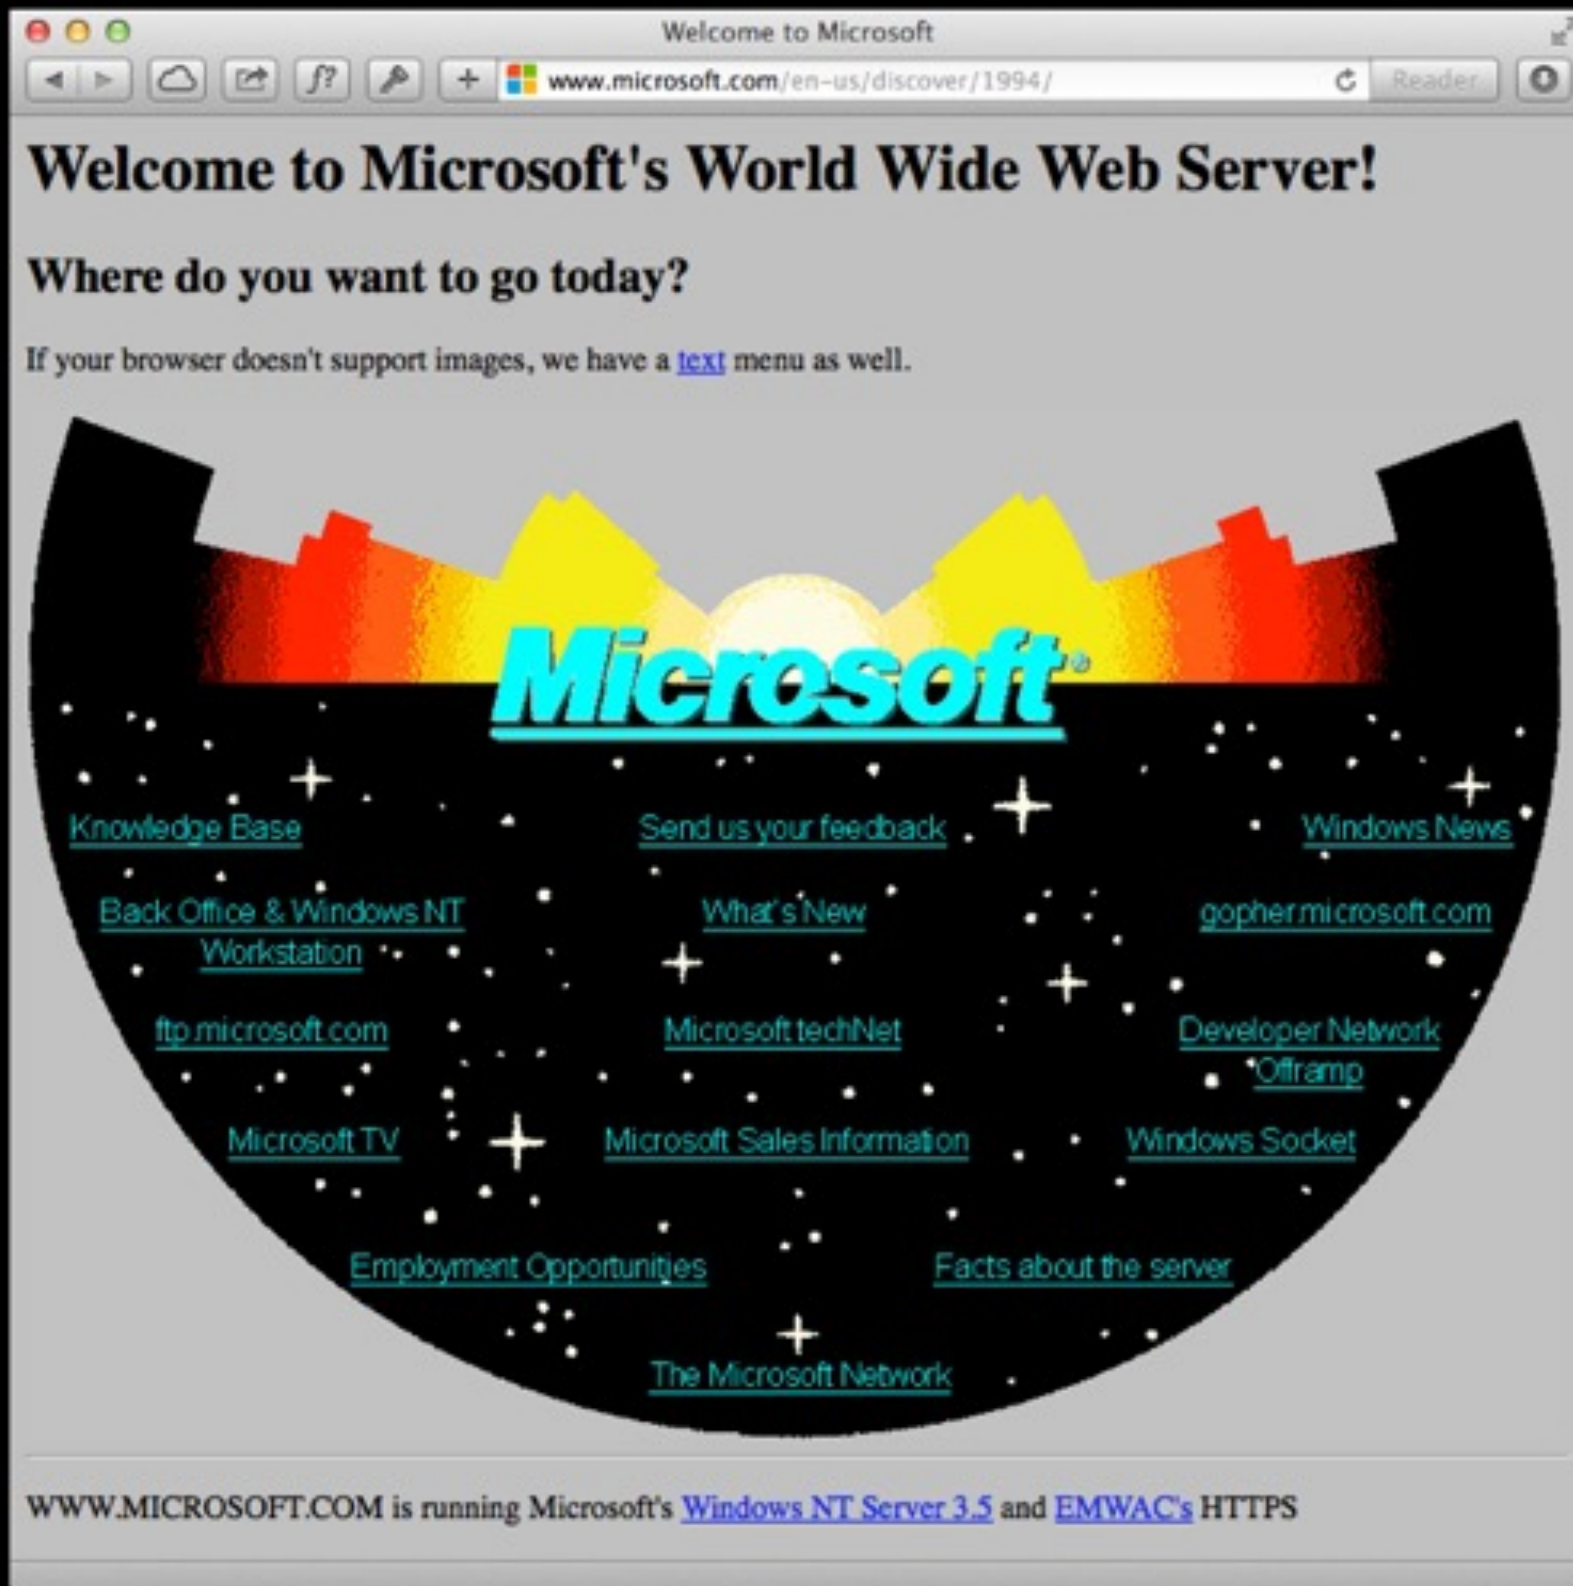 Welcome to Microsoft
f?
www.microsoft.com/en-us/discover/1994/
Reader
Welcome to Microsoft's World Wide Web Server!
Where do you want to go today?
If your browser doesn't support images, we have a text menu as well.
Microsoft®
Knowledge Base
Send us your feedback
Windows News
Back Office & Windows NT
Workstation
What's New
gopher.microsoft.com
ftp.microsoft.com
Microsoft techNet
Developer Network
Offramp
Microsoft TV
Microsoft Sales Information
Windows Socket
Employment Opportunities
Facts about the server
The Microsoft Network
WWW.MICROSOFT.COM is running Microsoft's Windows NT Server 3.5 and EMWAC's HTTPS